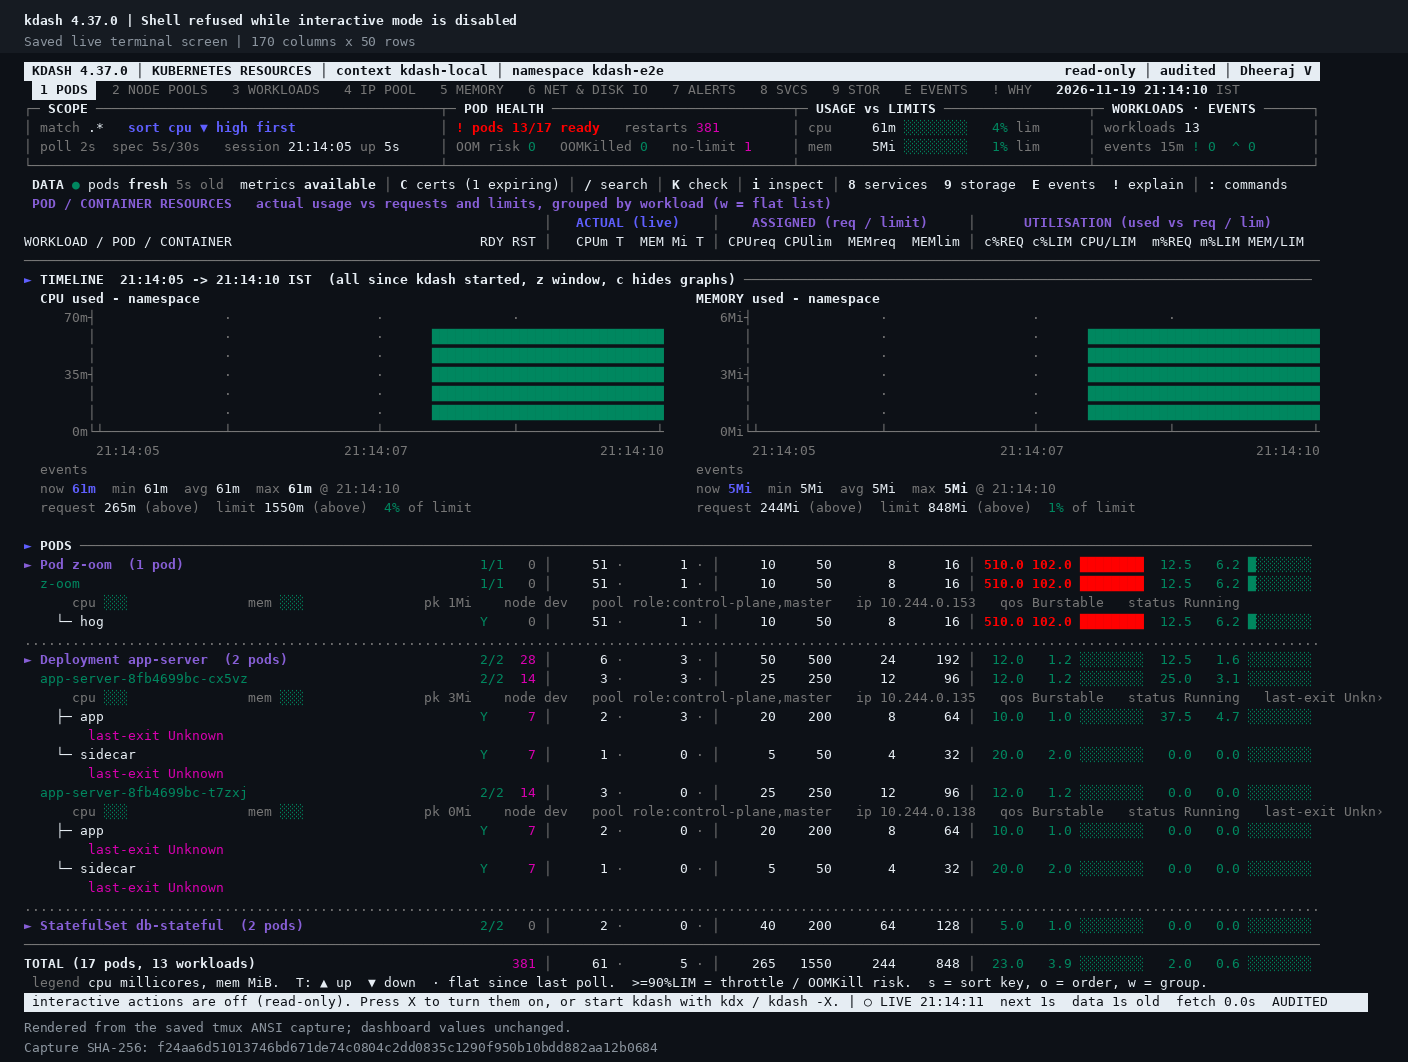 kdash 4.37.0 | Shell refused while interactive mode is disabled
Saved live terminal screen | 170 columns x 50 rows
KDASH 4.37.0 │ KUBERNETES RESOURCES │ context kdash-local │ namespace kdash-e2e read-only │ audited │ Dheeraj V
1 PODS 2 NODE POOLS 3 WORKLOADS 4 IP POOL 5 MEMORY 6 NET & DISK IO 7 ALERTS 8 SVCS 9 STOR E EVENTS ! WHY 2026-11-19 21:14:10 IST
SCOPE POD HEALTH USAGE vs LIMITS WORKLOADS · EVENTS
match .* sort cpu ▼ high first │ ! pods 13/17 ready restarts 381 │ cpu 61m 4% lim │ workloads 13
poll 2s spec 5s/30s session 21:14:05 up 5s │ OOM risk 0 OOMKilled 0 no-limit 1 │ mem 5Mi 1% lim │ events 15m ! 0 ^ 0
DATA ● pods fresh 5s old metrics available │ C certs (1 expiring) │ / search │ K check │ i inspect │ 8 services 9 storage E events ! explain │ : commands
POD / CONTAINER RESOURCES actual usage vs requests and limits, grouped by workload (w = flat list)
│ ACTUAL (live) │ ASSIGNED (req / limit) │ UTILISATION (used vs req / lim)
WORKLOAD / POD / CONTAINER RDY RST │ CPUm T MEM Mi T │ CPUreq CPUlim MEMreq MEMlim │ c%REQ c%LIM CPU/LIM m%REQ m%LIM MEM/LIM
► TIMELINE 21:14:05 -> 21:14:10 IST (all since kdash started, z window, c hides graphs)
CPU used - namespace MEMORY used - namespace
70m 6Mi
35m 3Mi
0m 0Mi
21:14:05 21:14:07 21:14:10 21:14:05 21:14:07 21:14:10
events events
now 61m min 61m avg 61m max 61m @ 21:14:10 now 5Mi min 5Mi avg 5Mi max 5Mi @ 21:14:10
request 265m (above) limit 1550m (above) 4% of limit request 244Mi (above) limit 848Mi (above) 1% of limit
► PODS
► Pod z-oom (1 pod) 1/1 0 │ 51 · 1 · │ 10 50 8 16 │ 510.0 102.0 12.5 6.2
z-oom 1/1 0 │ 51 · 1 · │ 10 50 8 16 │ 510.0 102.0 12.5 6.2
cpu mem pk 1Mi node dev pool role:control-plane,master ip 10.244.0.153 qos Burstable status Running
└─ hog Y 0 │ 51 · 1 · │ 10 50 8 16 │ 510.0 102.0 12.5 6.2
► Deployment app-server (2 pods) 2/2 28 │ 6 · 3 · │ 50 500 24 192 │ 12.0 1.2 12.5 1.6
app-server-8fb4699bc-cx5vz 2/2 14 │ 3 · 3 · │ 25 250 12 96 │ 12.0 1.2 25.0 3.1
cpu mem pk 3Mi node dev pool role:control-plane,master ip 10.244.0.135 qos Burstable status Running last-exit Unkn›
├─ app Y 7 │ 2 · 3 · │ 20 200 8 64 │ 10.0 1.0 37.5 4.7
last-exit Unknown
└─ sidecar Y 7 │ 1 · 0 · │ 5 50 4 32 │ 20.0 2.0 0.0 0.0
last-exit Unknown
app-server-8fb4699bc-t7zxj 2/2 14 │ 3 · 0 · │ 25 250 12 96 │ 12.0 1.2 0.0 0.0
cpu mem pk 0Mi node dev pool role:control-plane,master ip 10.244.0.138 qos Burstable status Running last-exit Unkn›
├─ app Y 7 │ 2 · 0 · │ 20 200 8 64 │ 10.0 1.0 0.0 0.0
last-exit Unknown
└─ sidecar Y 7 │ 1 · 0 · │ 5 50 4 32 │ 20.0 2.0 0.0 0.0
last-exit Unknown
► StatefulSet db-stateful (2 pods) 2/2 0 │ 2 · 0 · │ 40 200 64 128 │ 5.0 1.0 0.0 0.0
TOTAL (17 pods, 13 workloads) 381 │ 61 · 5 · │ 265 1550 244 848 │ 23.0 3.9 2.0 0.6
legend cpu millicores, mem MiB. T: ▲ up ▼ down · flat since last poll. >=90%LIM = throttle / OOMKill risk. s = sort key, o = order, w = group.
interactive actions are off (read-only). Press X to turn them on, or start kdash with kdx / kdash -X. | ○ LIVE 21:14:11 next 1s data 1s old fetch 0.0s AUDITED
Rendered from the saved tmux ANSI capture; dashboard values unchanged.
Capture SHA-256: f24aa6d51013746bd671de74c0804c2dd0835c1290f950b10bdd882aa12b0684